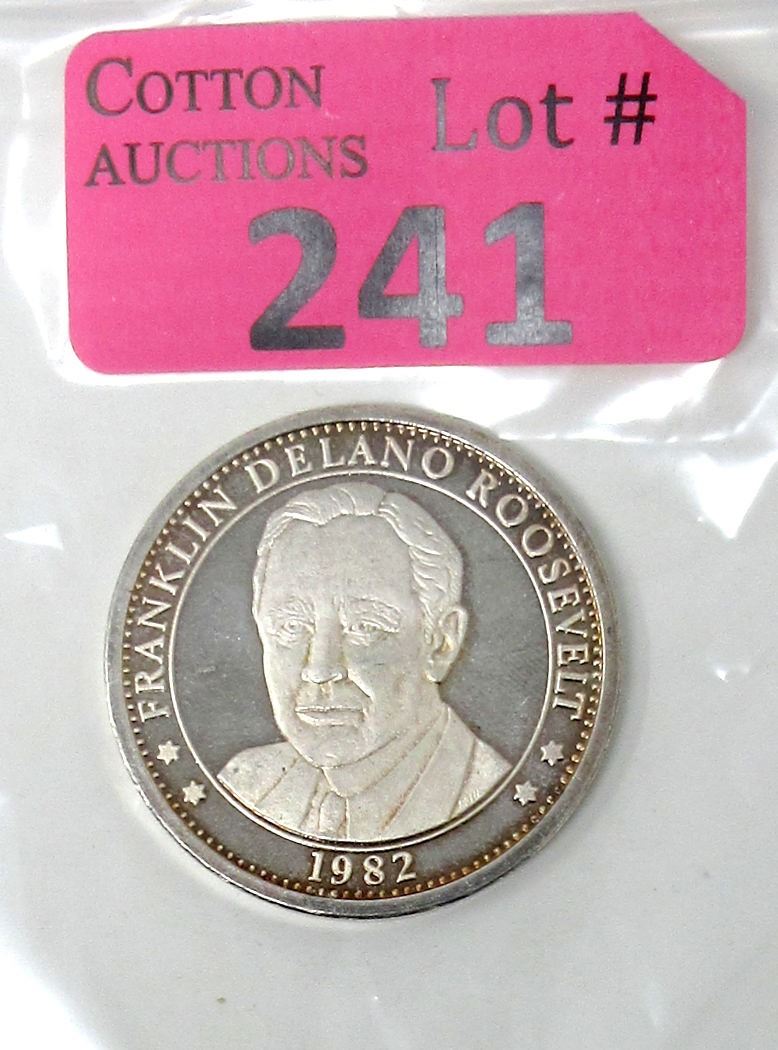 COTTON
AUCTIONS
Lot #
241
FRANKLIN DELANO ROOSEVELT
1982